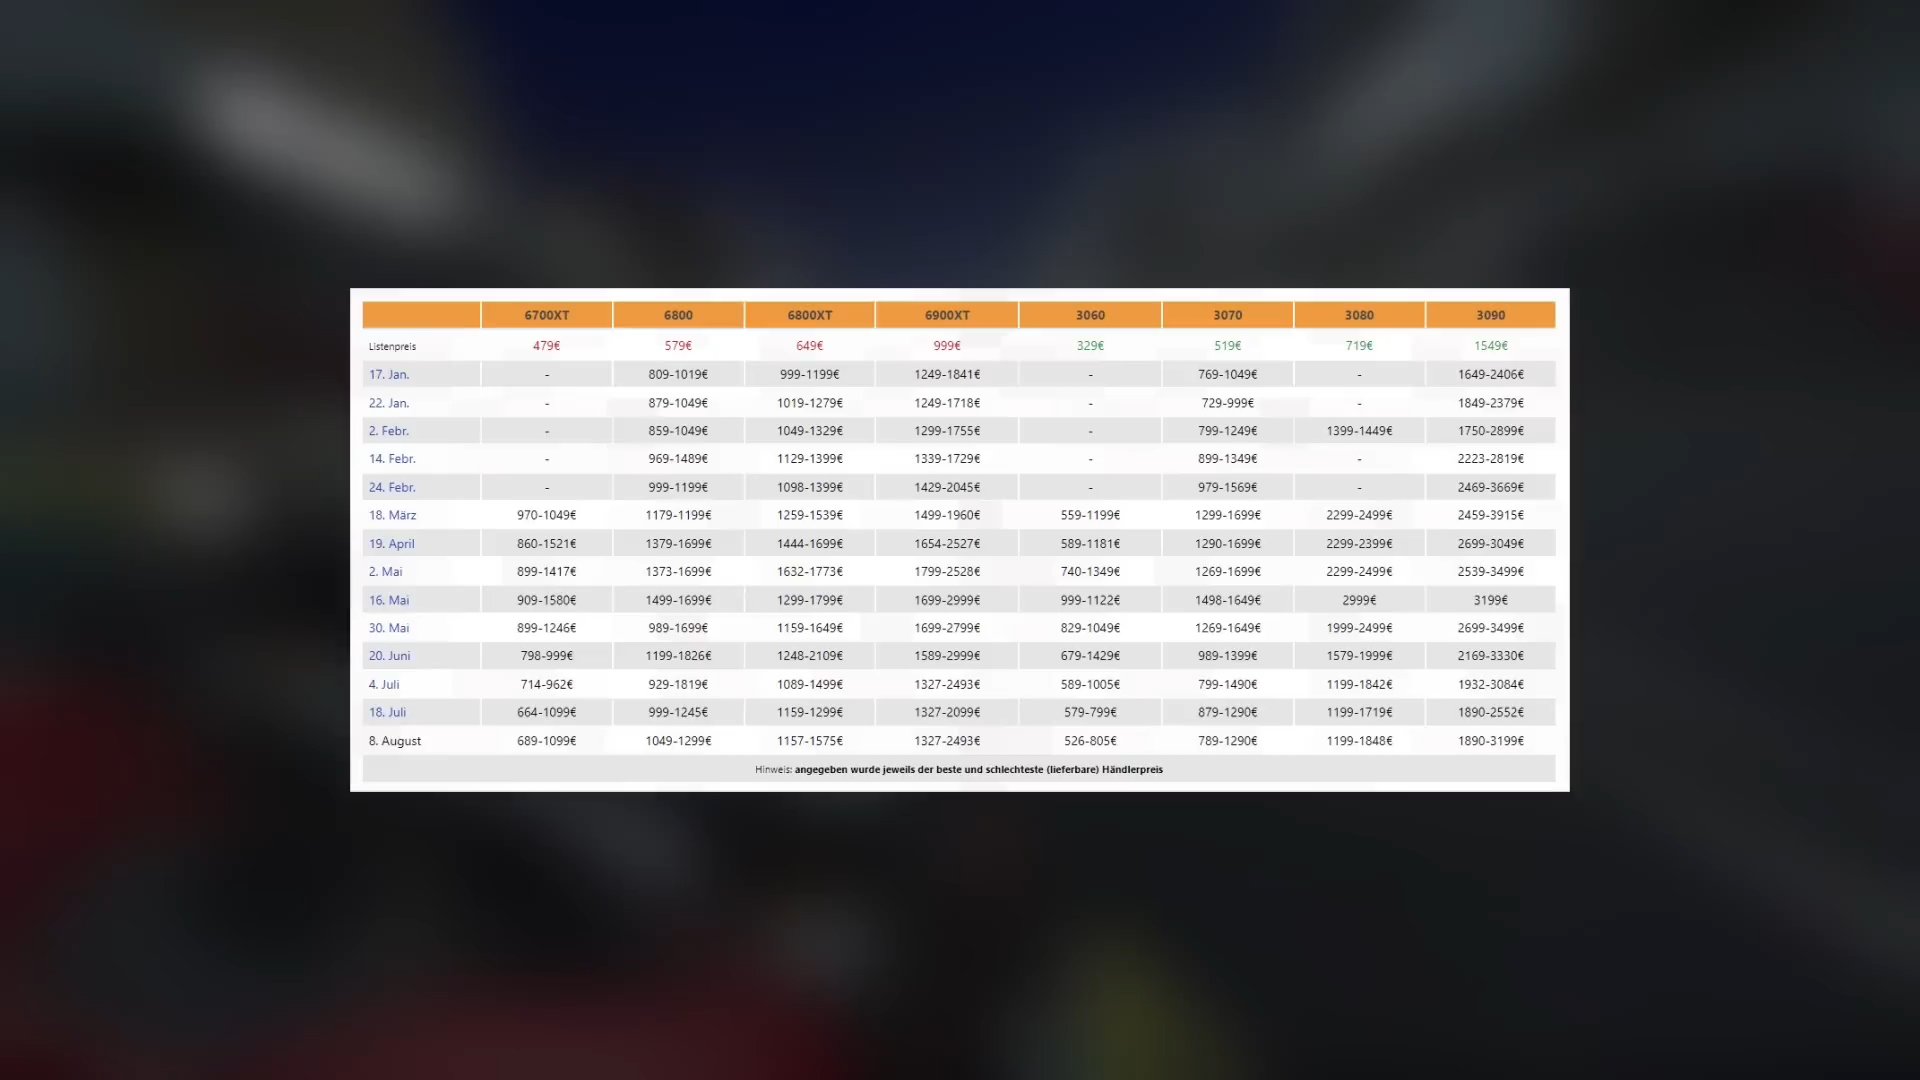 6700XT 6800 6800XT 6900XT 3060 3070 3080 3090
Listenpreis 479€ 579€ 649€ 999€ 329€ 519€ 719€ 1549€
17. Jan. - 809-1019€ 999-1199€ 1249-1841€ - 769-1049€ - 1649-2406€
22. Jan. - 879-1049€ 1019-1279€ 1249-1718€ - 729-999€ - 1849-2379€
2. Febr. - 859-1049€ 1049-1329€ 1299-1755€ - 799-1249€ 1399-1449€ 1750-2899€
14. Febr. - 969-1489€ 1129-1399€ 1339-1729€ - 899-1349€ - 2223-2819€
24. Febr. - 999-1199€ 1098-1399€ 1429-2045€ - 979-1569€ - 2469-3669€
18. März 970-1049€ 1179-1199€ 1259-1539€ 1499-1960€ 559-1199€ 1299-1699€ 2299-2499€ 2459-3915€
19. April 860-1521€ 1379-1699€ 1444-1699€ 1654-2527€ 589-1181€ 1290-1699€ 2299-2399€ 2699-3049€
2. Mai 899-1417€ 1373-1699€ 1632-1773€ 1799-2528€ 740-1349€ 1269-1699€ 2299-2499€ 2539-3499€
16. Mai 909-1580€ 1499-1699€ 1299-1799€ 1699-2999€ 999-1122€ 1498-1649€ 2999€ 3199€
30. Mai 899-1246€ 989-1699€ 1159-1649€ 1699-2799€ 829-1049€ 1269-1649€ 1999-2499€ 2699-3499€
20. Juni 798-999€ 1199-1826€ 1248-2109€ 1589-2999€ 679-1429€ 989-1399€ 1579-1999€ 2169-3330€
4. Juli 714-962€ 929-1819€ 1089-1499€ 1327-2493€ 589-1005€ 799-1490€ 1199-1842€ 1932-3084€
18. Juli 664-1099€ 999-1245€ 1159-1299€ 1327-2099€ 579-799€ 879-1290€ 1199-1719€ 1890-2552€
8. August 689-1099€ 1049-1299€ 1157-1575€ 1327-2493€ 526-805€ 789-1290€ 1199-1848€ 1890-3199€
Hinweis: angegeben wurde jeweils der beste und schlechteste (lieferbare) Händlerpreis